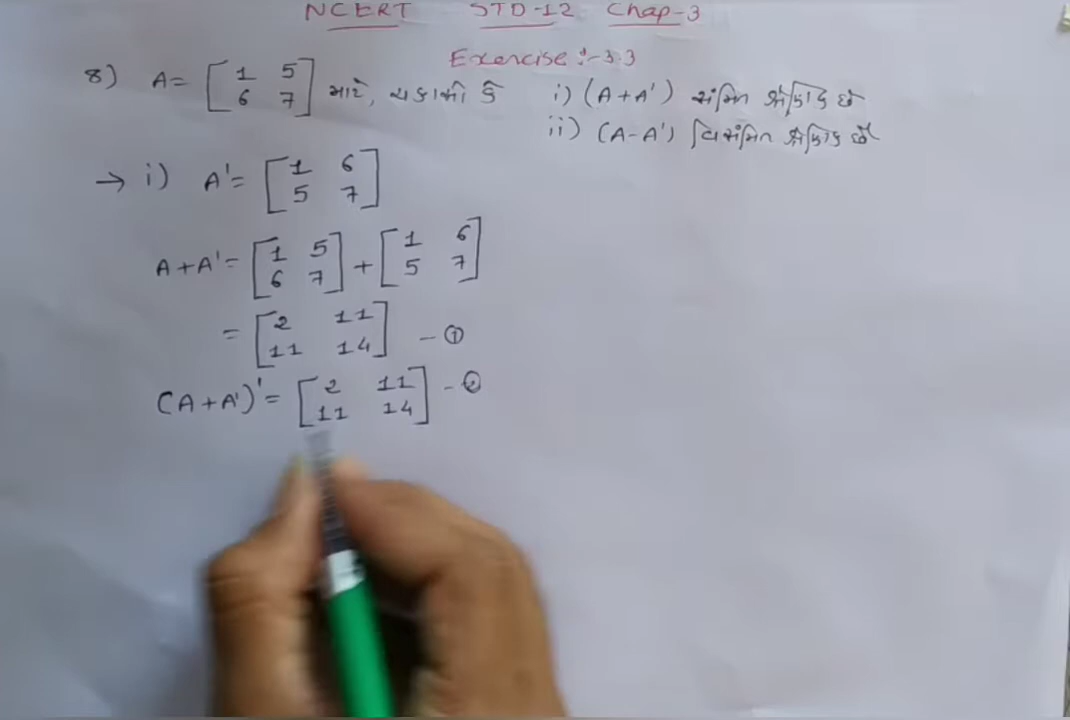 NCERT STD-12 Chap-3
Exercise :- 3.3
8) A = [1 5 6 7] માટે, ચકાસો કે i) (A+A') સંમિત શ્રેણિક છે
ii) (A-A') વિસંમિત શ્રેણિક છે
→ i) A' = [1 6 5 7]
A+A' = [1 5 6 7] + [1 6 5 7]
= [2 11 11 14] - ①
(A+A')' = [2 11 11 14] - ②